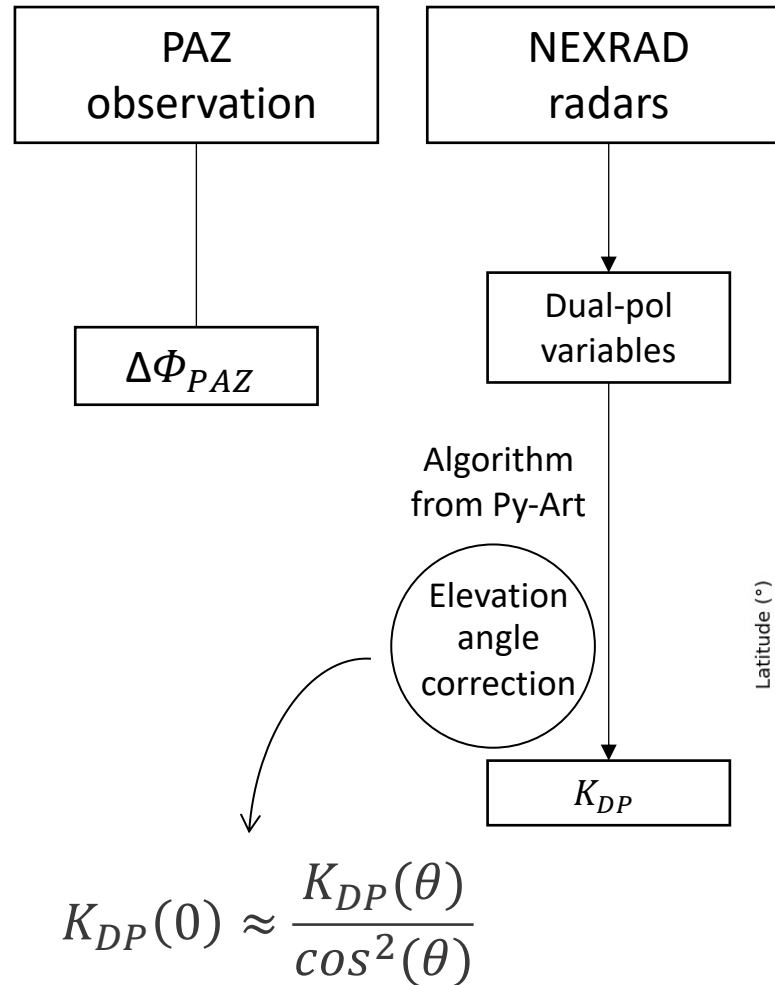 PAZ
observation
NEXRAD
radars
Dual-pol
variables
ΔΦ_PAZ
Algorithm
from Py-Art
Elevation
angle
correction
Latitude (°)
K_DP
K_DP(0) ≈ K_DP(θ) / cos²(θ)